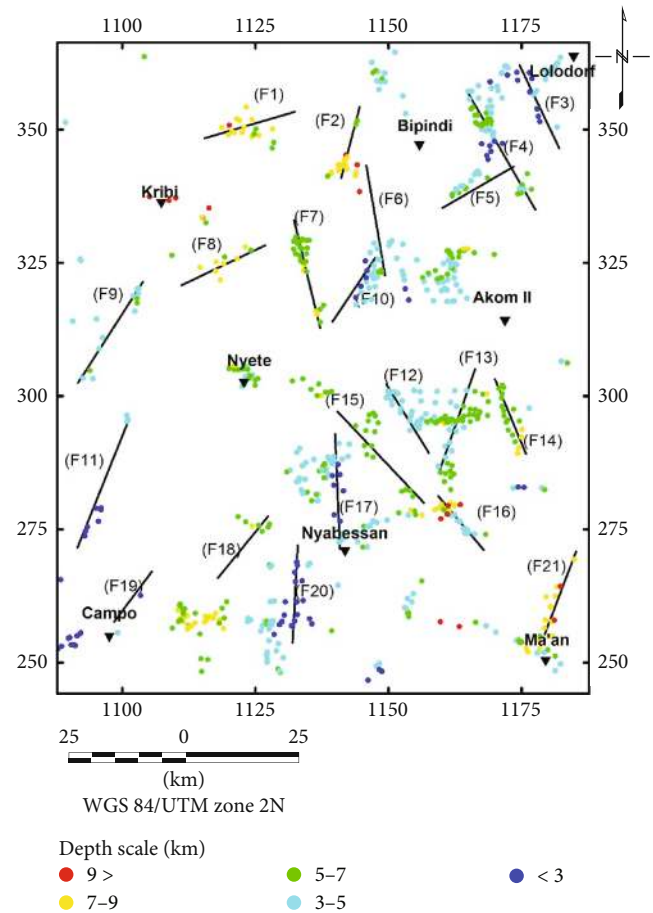 1100 1125 1150 1175
N
Lolodorf
(F1)
(F3)
(F2)
350 Bipindi 350
(F4)
(F5)
Kribi
(F6)
(F7)
(F8)
325 325
(F9)
(F10)
Akom II
Nyete
(F13)
(F12)
300 300
(F15)
(F14)
(F11)
(F17)
(F16)
275 275
Nyabessan
(F18)
(F21)
(F19)
(F20)
Campo
Ma'an
250 250
1100 1125 1150 1175
25 0 25
(km)
WGS 84/UTM zone 2N
Depth scale (km)
9 > 5–7 < 3
7–9 3–5